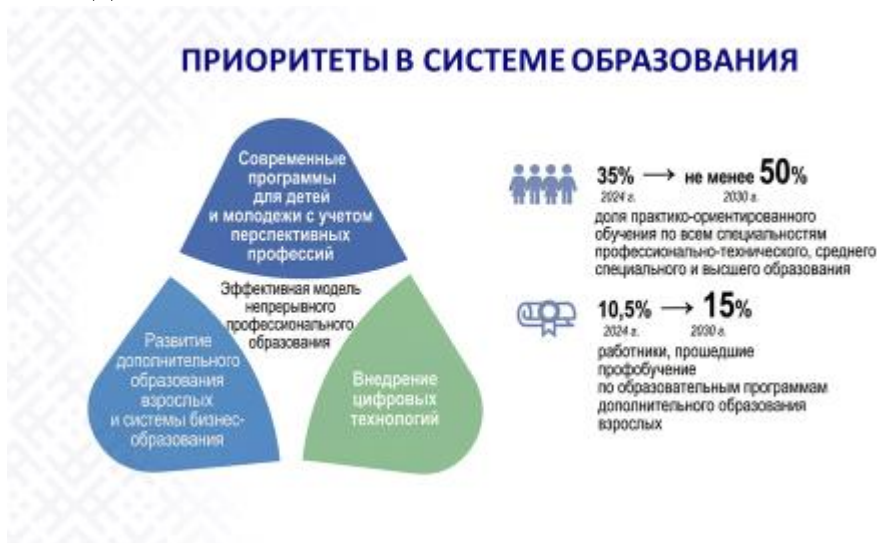 ПРИОРИТЕТЫ В СИСТЕМЕ ОБРАЗОВАНИЯ
Современные
программы
для детей
и молодежи с учетом
перспективных
профессий
Эффективная модель
непрерывного
профессионального
образования
Развитие
дополнительного
образования
взрослых
и системы бизнес-
образования
Внедрение
цифровых
технологий
35% → не менее 50%
2024 г. 2030 г.
доля практико-ориентированного
обучения по всем специальностям
профессионально-технического, среднего
специального и высшего образования
10,5% → 15%
2024 г. 2030 г.
работники, прошедшие
профобучение
по образовательным программам
дополнительного образования
взрослых